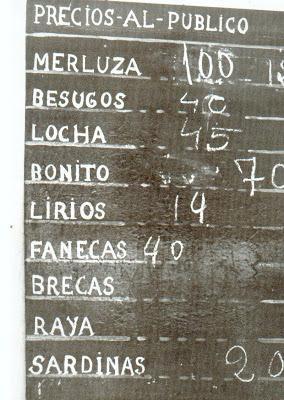 PRECIOS-AL-PUBLICO
MERLUZA 100
BESUGOS 40
LOCHA 45
BONITO 70
LIRIOS 14
FANECAS 40
BRECAS
RAYA
SARDINAS 20